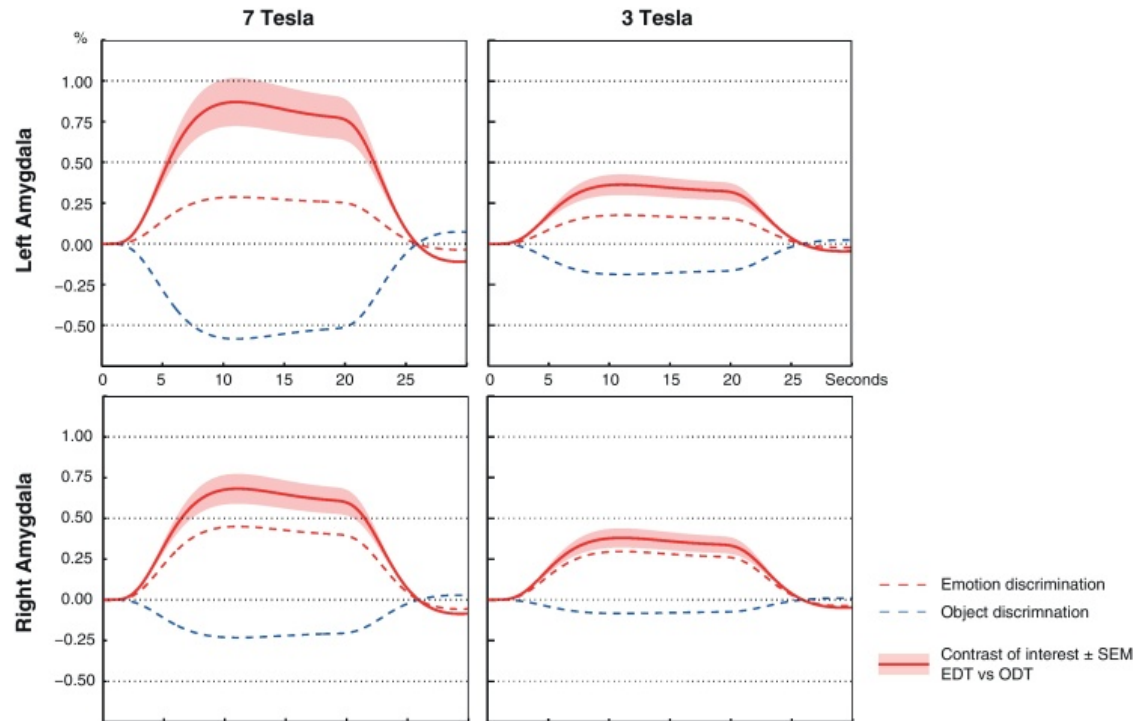 7 Tesla
3 Tesla
%
Left Amygdala
1.00
0.75
0.50
0.25
0.00
−0.25
−0.50
0 5 10 15 20 25
0 5 10 15 20 25 Seconds
Right Amygdala
1.00
0.75
0.50
0.25
0.00
−0.25
−0.50
Emotion discrimination
Object discrimnation
Contrast of interest ± SEM
EDT vs ODT